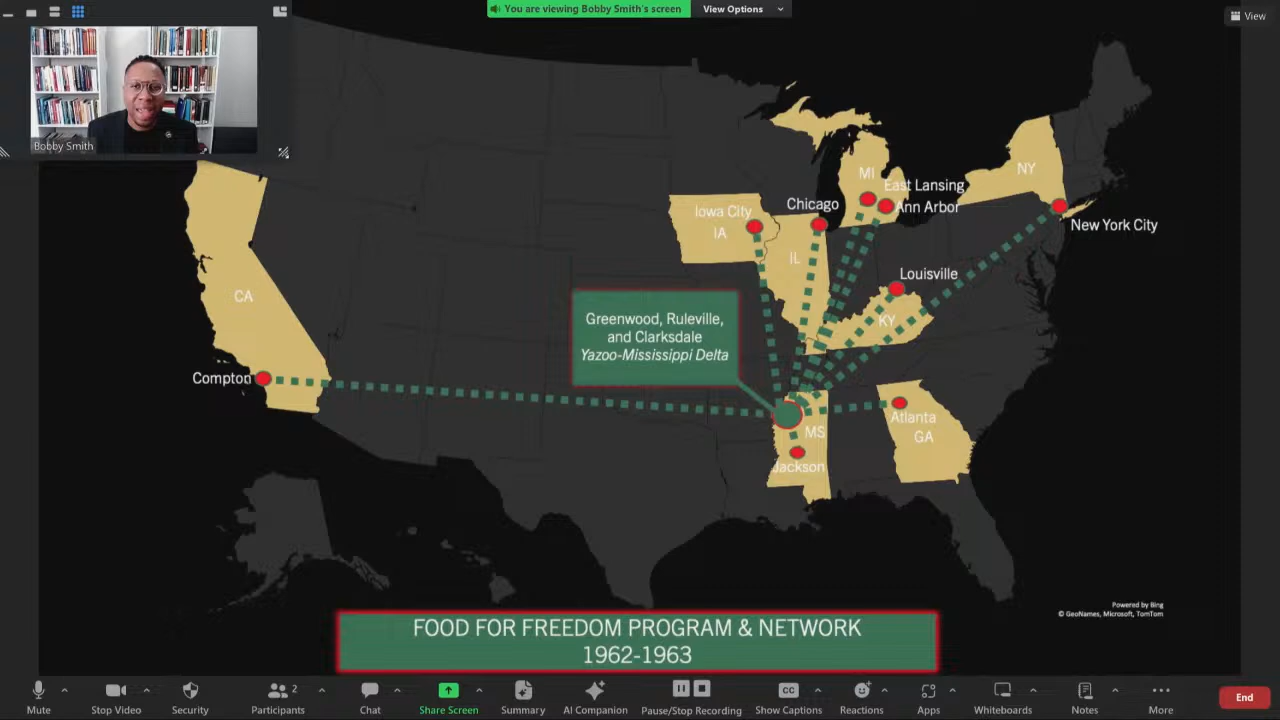 You are viewing Bobby Smith's screen
View Options
View
Bobby Smith
MI
NY
East Lansing
Iowa City
Chicago
Ann Arbor
IA
New York City
IL
Louisville
CA
KY
Greenwood, Ruleville,
and Clarksdale
Yazoo-Mississippi Delta
Compton
Atlanta
GA
MS
Jackson
Powered by Bing
© GeoNames, Microsoft, TomTom
FOOD FOR FREEDOM PROGRAM & NETWORK
1962-1963
Mute
Stop Video
Security
Participants
2
Chat
Share Screen
Summary
AI Companion
Pause/Stop Recording
CC
Show Captions
Reactions
Apps
Whiteboards
Notes
More
End